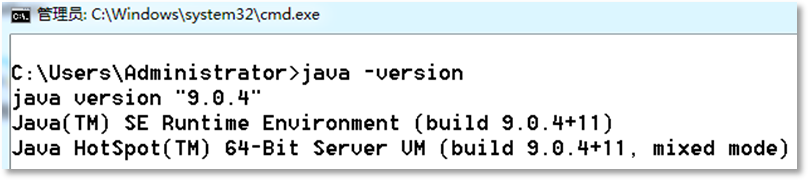 管理员: C:\Windows\system32\cmd.exe
C:\Users\Administrator>java -version
java version "9.0.4"
Java(TM) SE Runtime Environment (build 9.0.4+11)
Java HotSpot(TM) 64-Bit Server VM (build 9.0.4+11, mixed mode)